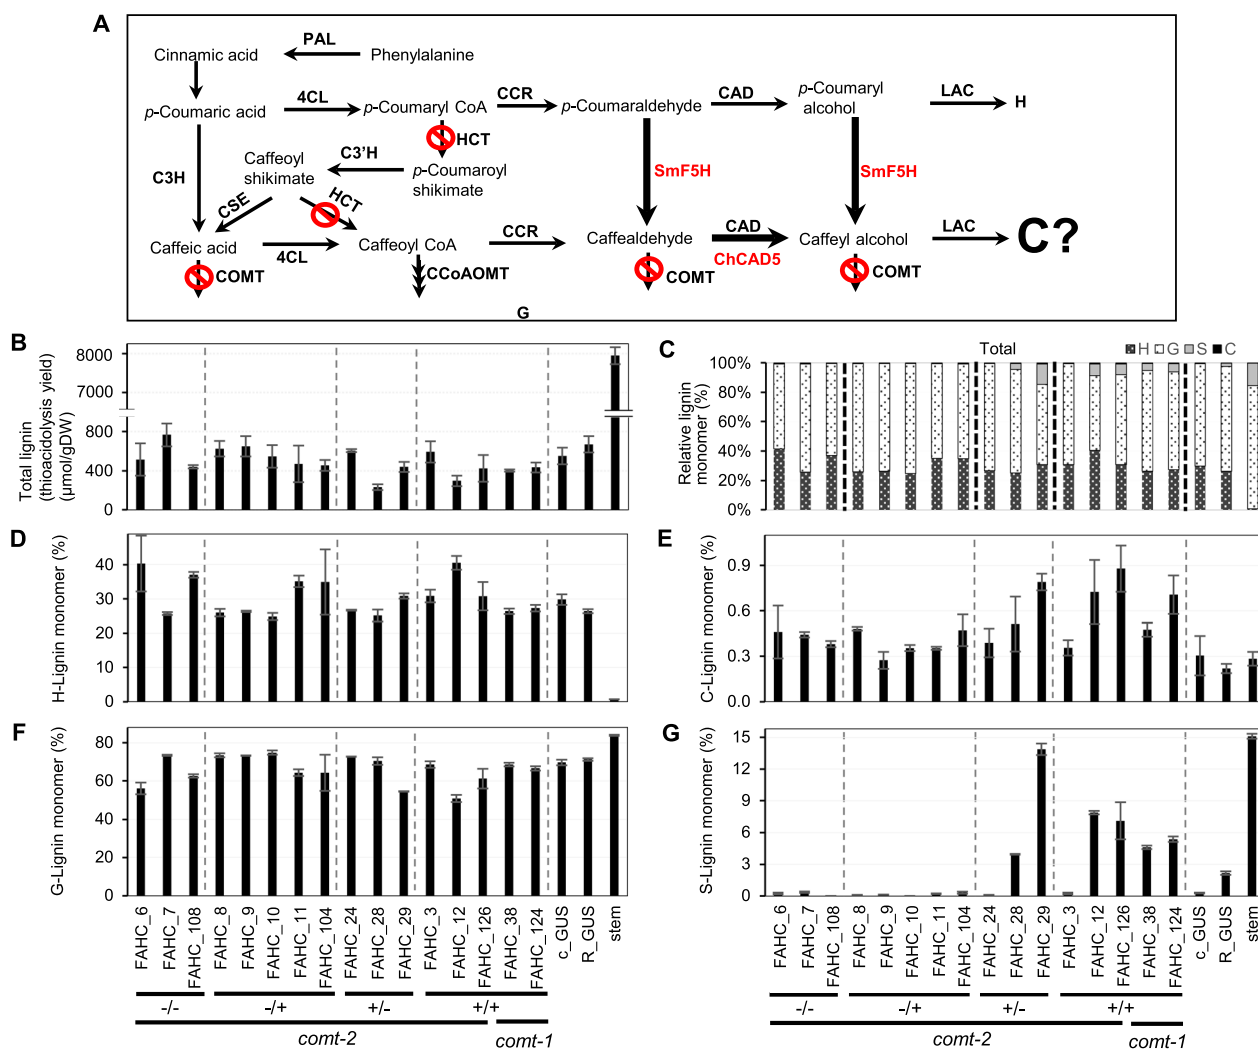 A
PAL
Cinnamic acid
Phenylalanine
4CL
CCR
CAD
LAC
p-Coumaric acid
p-Coumaryl CoA
p-Coumaraldehyde
p-Coumaryl
alcohol
H
HCT
C3H
Caffeoyl
shikimate
C3'H
p-Coumaroyl
shikimate
SmF5H
SmF5H
CSE
HCT
Caffeic acid
4CL
Caffeoyl CoA
CCR
Caffealdehyde
CAD
ChCAD5
Caffeyl alcohol
LAC
C?
COMT
CCoAOMT
COMT
COMT
G
B
Total lignin
(thioacidolysis yield)
(µmol/gDW)
8000
7000
800
400
0
C
Total
H G S C
Relative lignin
monomer (%)
100%
80%
60%
40%
20%
0%
D
H-Lignin monomer (%)
40
30
20
10
0
E
C-Lignin monomer (%)
0.9
0.6
0.3
0.0
F
G-Lignin monomer (%)
80
60
40
20
0
G
S-Lignin monomer (%)
15
12
9
6
3
0
FAHC_6
FAHC_7
FAHC_108
FAHC_8
FAHC_9
FAHC_10
FAHC_11
FAHC_104
FAHC_24
FAHC_28
FAHC_29
FAHC_3
FAHC_12
FAHC_126
FAHC_38
FAHC_124
c_GUS
R_GUS
stem
-/-
-/+
+/-
+/+
comt-2
comt-1
FAHC_6
FAHC_7
FAHC_108
FAHC_8
FAHC_9
FAHC_10
FAHC_11
FAHC_104
FAHC_24
FAHC_28
FAHC_29
FAHC_3
FAHC_12
FAHC_126
FAHC_38
FAHC_124
c_GUS
R_GUS
stem
-/-
-/+
+/-
+/+
comt-2
comt-1